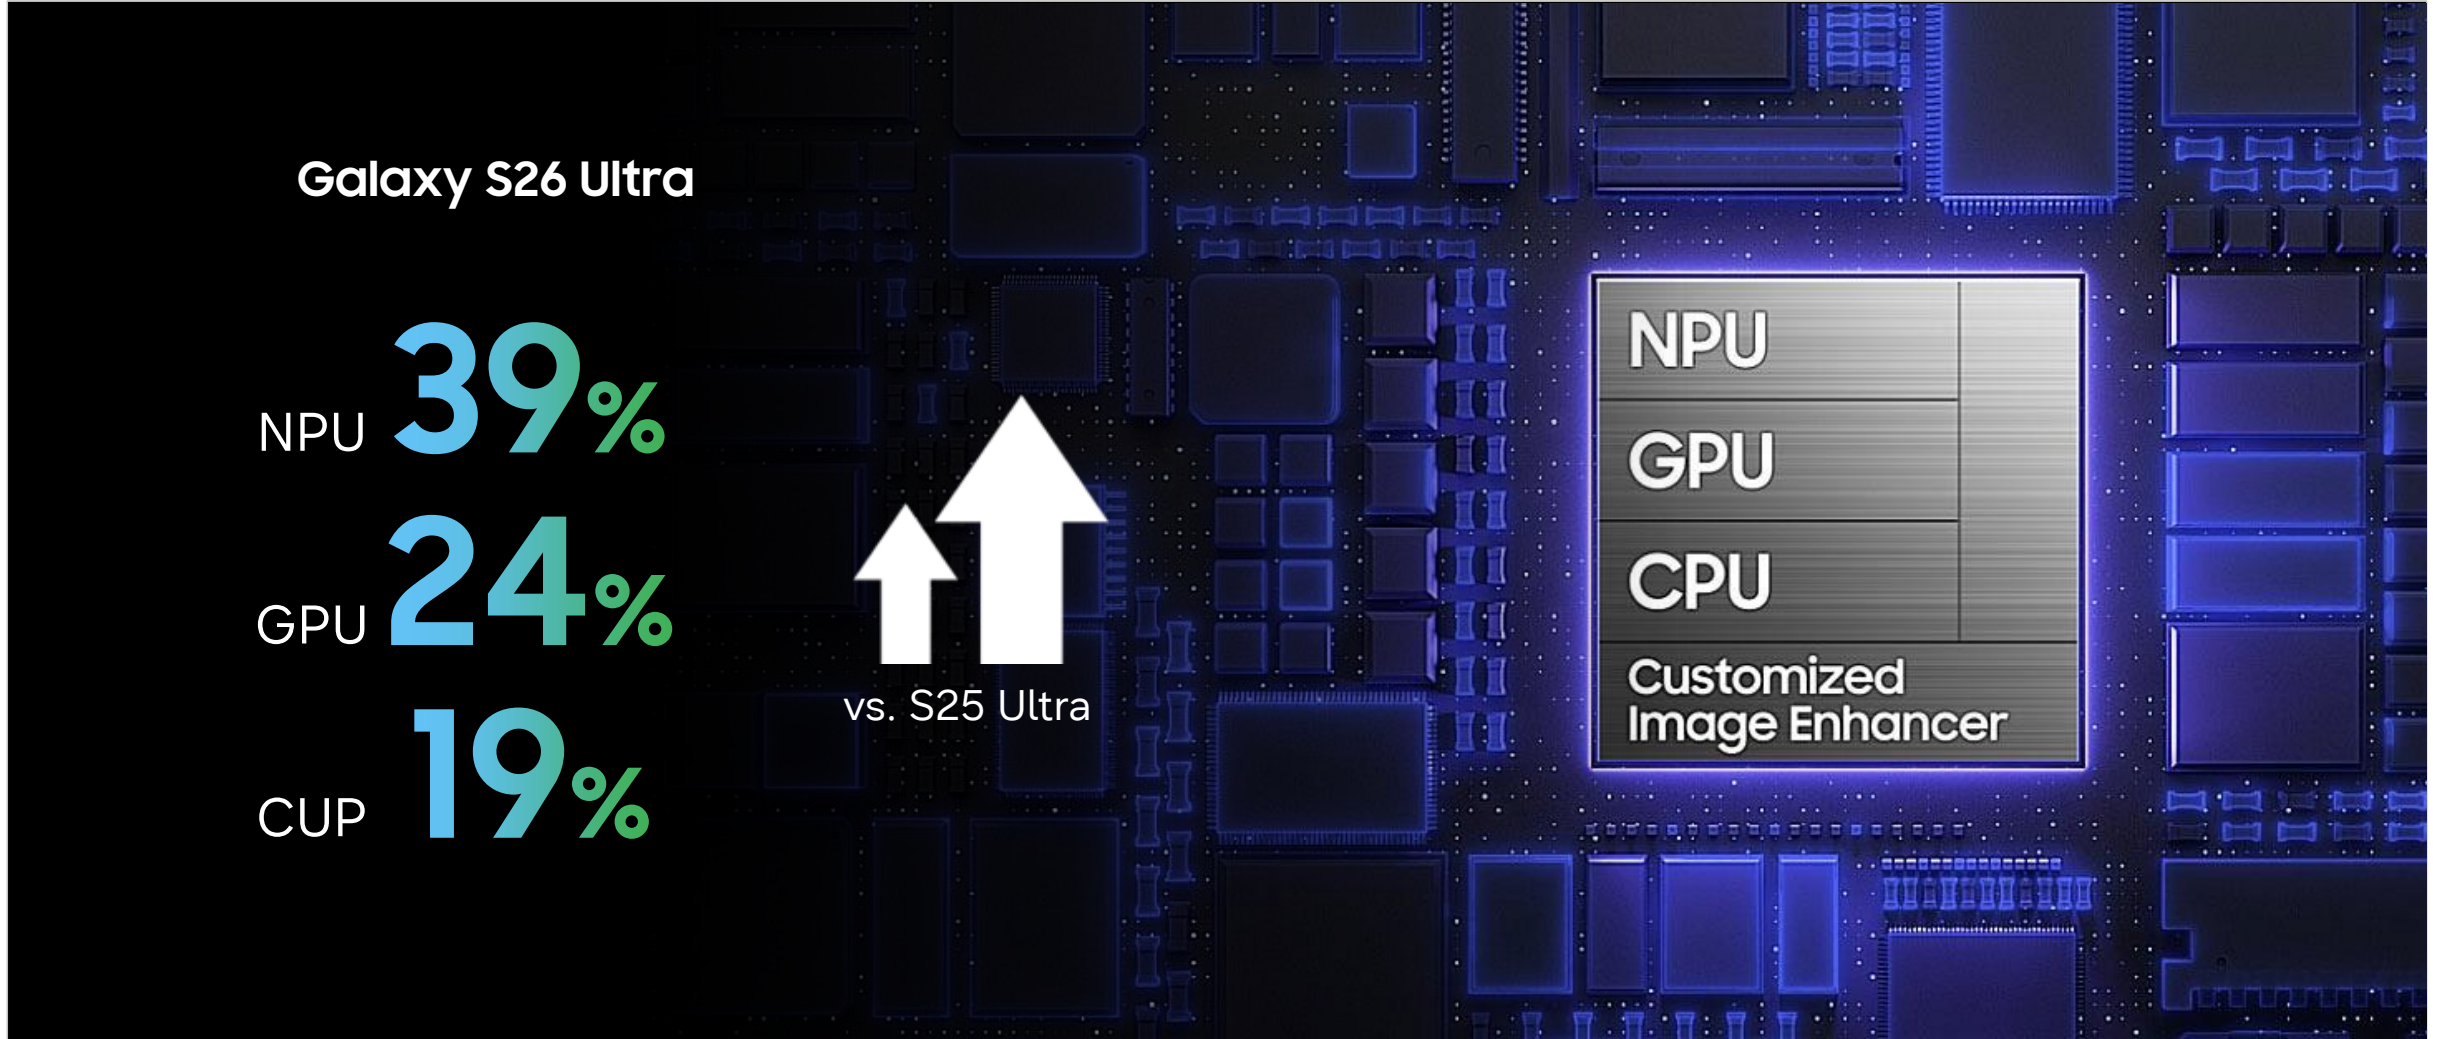 Galaxy S26 Ultra
NPU 39%
GPU 24%
CUP 19%
vs. S25 Ultra
NPU
GPU
CPU
Customized
Image Enhancer